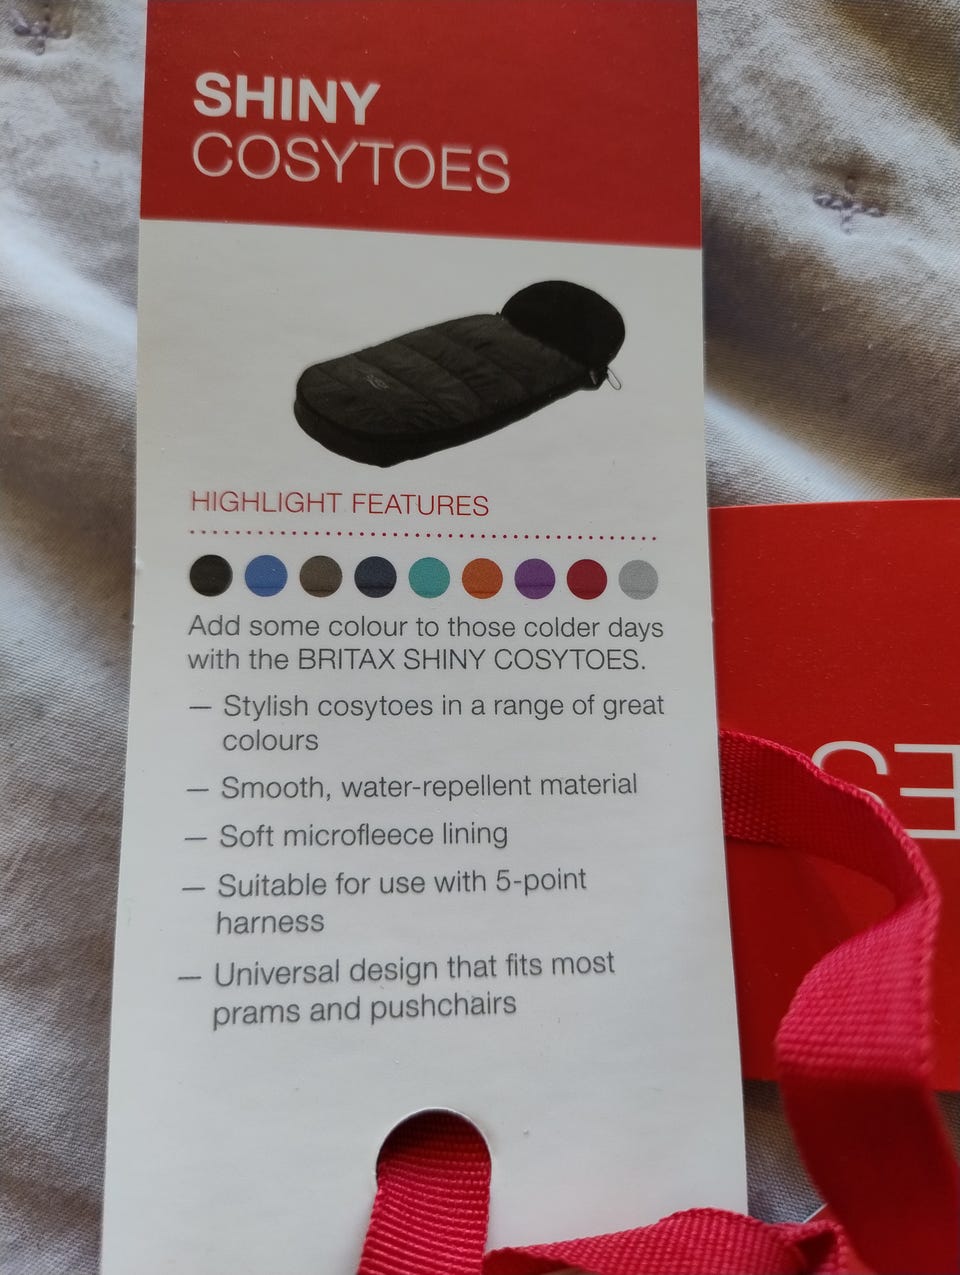 SHINY
COSYTOES
HIGHLIGHT FEATURES
Add some colour to those colder days
with the BRITAX SHINY COSYTOES.
— Stylish cosytoes in a range of great
colours
— Smooth, water-repellent material
— Soft microfleece lining
— Suitable for use with 5-point
harness
— Universal design that fits most
prams and pushchairs
ES